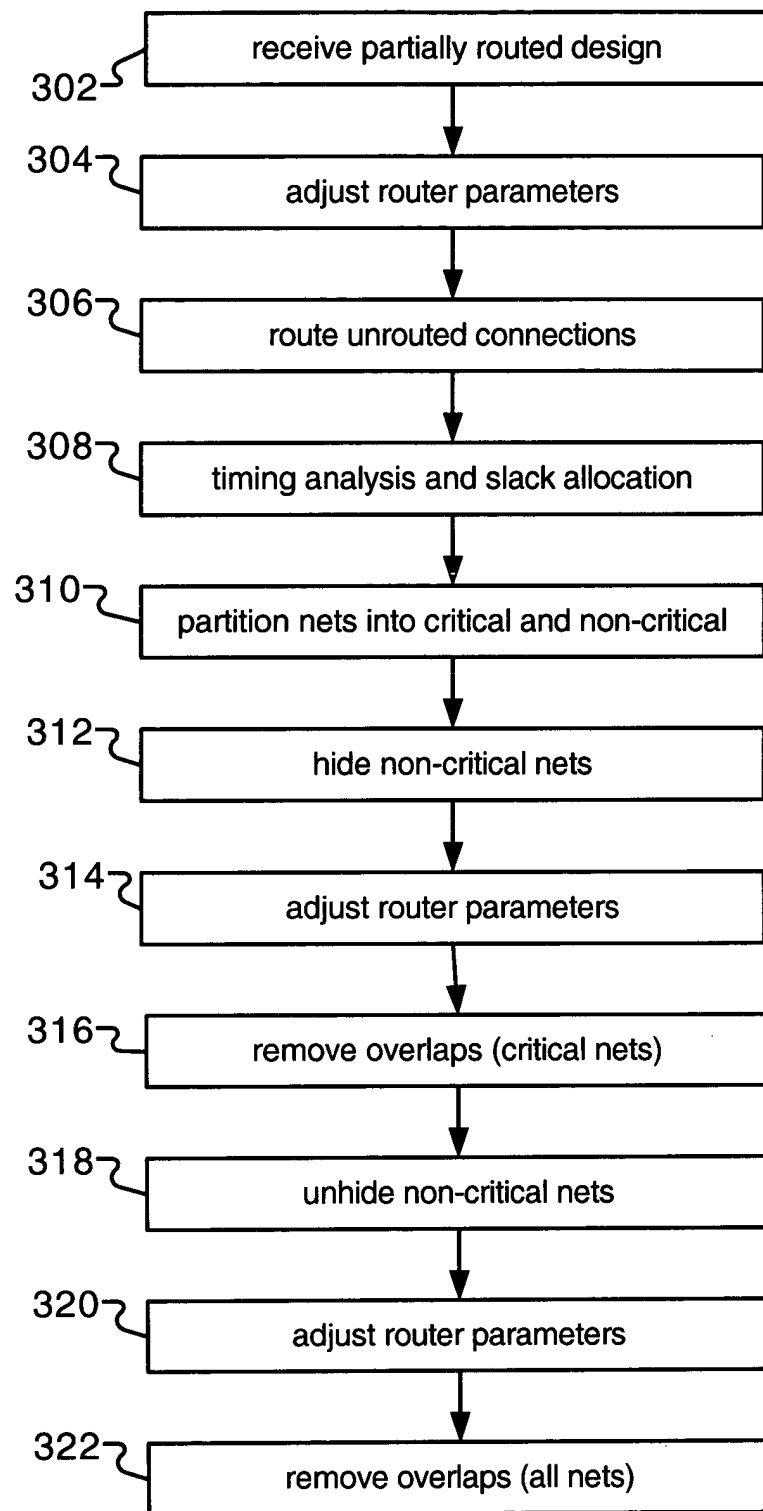 receive partially routed design
302
304
adjust router parameters
306
route unrouted connections
308
timing analysis and slack allocation
310
partition nets into critical and non-critical
312
hide non-critical nets
314
adjust router parameters
316
remove overlaps (critical nets)
318
unhide non-critical nets
320
adjust router parameters
322
remove overlaps (all nets)